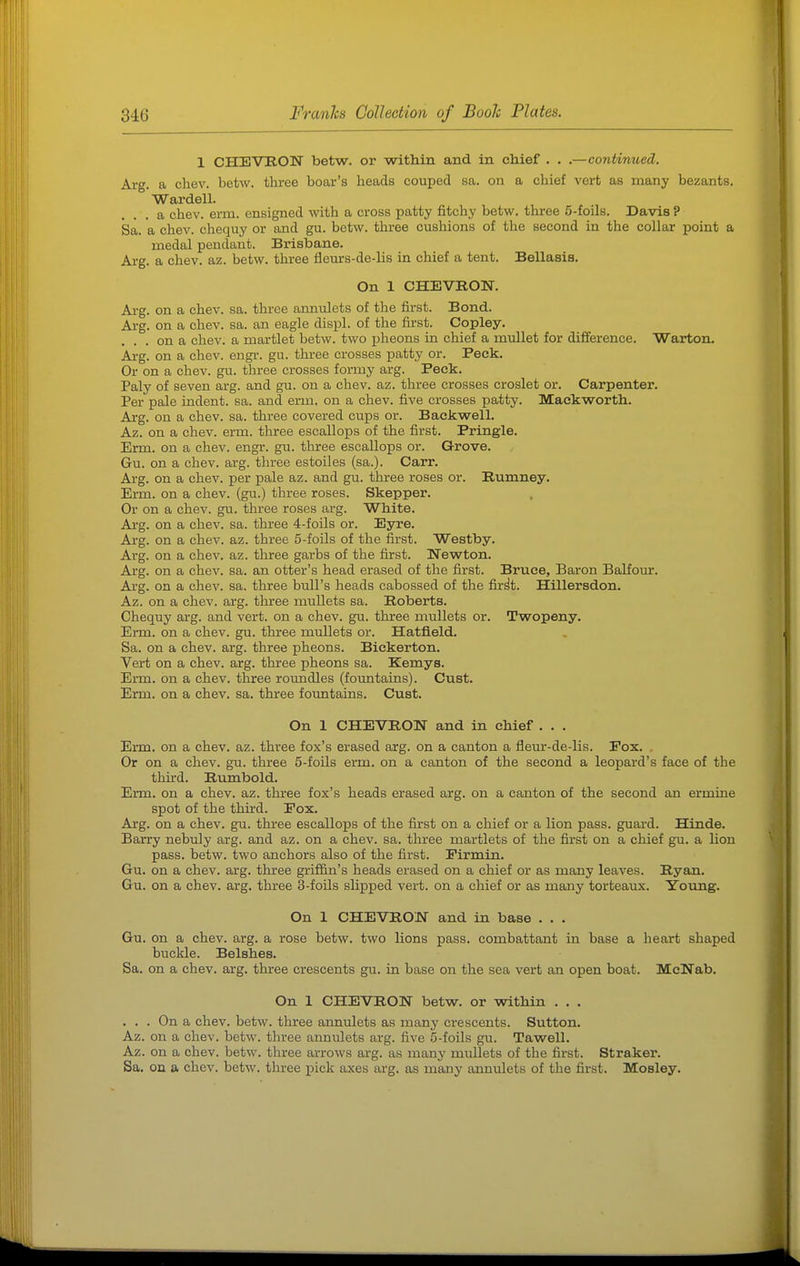 346 Franks Collection of Book Plates.
1 CHEVRON betw. or within and in chief . . .—continued.
Arg. a chev. betw. three boar's heads couped sa. on a chief vert as many bezants.
Wardell.
. . . a chev. erm. ensigned with a cross patty fitchy betw. three 5-foils. Davis ?
Sa. a chev. chequy or and gu. betw. three cushions of the second in the collar point a
medal pendant. Brisbane.
Arg. a chev. az. betw. three fleurs-de-lis in chief a tent. Bellasis.
On 1 CHEVRON.
Arg. on a chev. sa. three annulets of the first. Bond.
Arg. on a chev. sa. an eagle displ. of the first. Copley.
. . . on a chev. a martlet betw. two pheons in chief a mullet for difference. Warton.
Arg. on a chev. engr. gu. three crosses patty or. Peck.
Or on a chev. gu. three crosses formy arg. Peck.
Paly of seven arg. and gu. on a chev. az. three crosses croslet or. Carpenter.
Per pale indent. sa. and erm. on a chev. five crosses patty. Mackworth.
Arg. on a chev. sa. three covered cups or. Backwell.
Az. on a chev. erm. three escallops of the first. Pringle.
Erm. on a chev. engr. gu. three escallops or. Grove.
Gu. on a chev. arg. three estoiles (sa.). Carr.
Arg. on a chev. per pale az. and gu. three roses or. Rumney.
Erm. on a chev. (gu.) three roses. Skepper.
Or on a chev. gu. three roses arg. White.
Arg. on a chev. sa. three 4-foils or. Eyre.
Arg. on a chev. az. three 5-foils of the first. Westby.
Arg. on a chev. az. three garbs of the first. Newton.
Arg. on a chev. sa. an otter's head erased of the first. Bruce, Baron Balfour.
Arg. on a chev. sa. three bull's heads cabossed of the first. Hillersdon.
Az. on a chev. arg. three mullets sa. Roberts.
Chequy arg. and vert. on a chev. gu. three mullets or. Twopeny.
Erm. on a chev. gu. three mullets or. Hatfield.
Sa. on a chev. arg. three pheons. Bickerton.
Vert on a chev. arg. three pheons sa. Kemys.
Erm. on a chev. three roundles (fountains). Cust.
Erm. on a chev. sa. three fountains. Cust.
On 1 CHEVRON and in chief . . .
Erm. on a chev. az. three fox's erased arg. on a canton a fleur-de-lis. Fox.
Or on a chev. gu. three 5-foils erm. on a canton of the second a leopard's face of the
third. Rumbold.
Erm. on a chev. az. three fox's heads erased arg. on a canton of the second an ermine
spot of the third. Fox.
Arg. on a chev. gu. three escallops of the first on a chief or a lion pass. guard. Hinde.
Barry nebuly arg. and az. on a chev. sa. three martlets of the first on a chief gu. a lion
pass. betw. two anchors also of the first. Firmin.
Gu. on a chev. arg. three griffin's heads erased on a chief or as many leaves. Ryan.
Gu. on a chev. arg. three 3-foils slipped vert. on a chief or as many torteaux. Young.
On 1 CHEVRON and in base . . .
Gu. on a chev. arg. a rose betw. two lions pass. combattant in base a heart shaped
buckle. Belshes.
Sa. on a chev. arg. three crescents gu. in base on the sea vert an open boat. McNab.
On 1 CHEVRON betw. or within . . .
. . . On a chev. betw. three annulets as many crescents. Sutton.
Az. on a chev. betw. three annulets arg. five 5-foils gu. Tawell.
Az. on a chev. betw. three arrows arg. as many mullets of the first. Straker.
Sa. on a chev. betw. three pick axes arg. as many annulets of the first. Mosley.